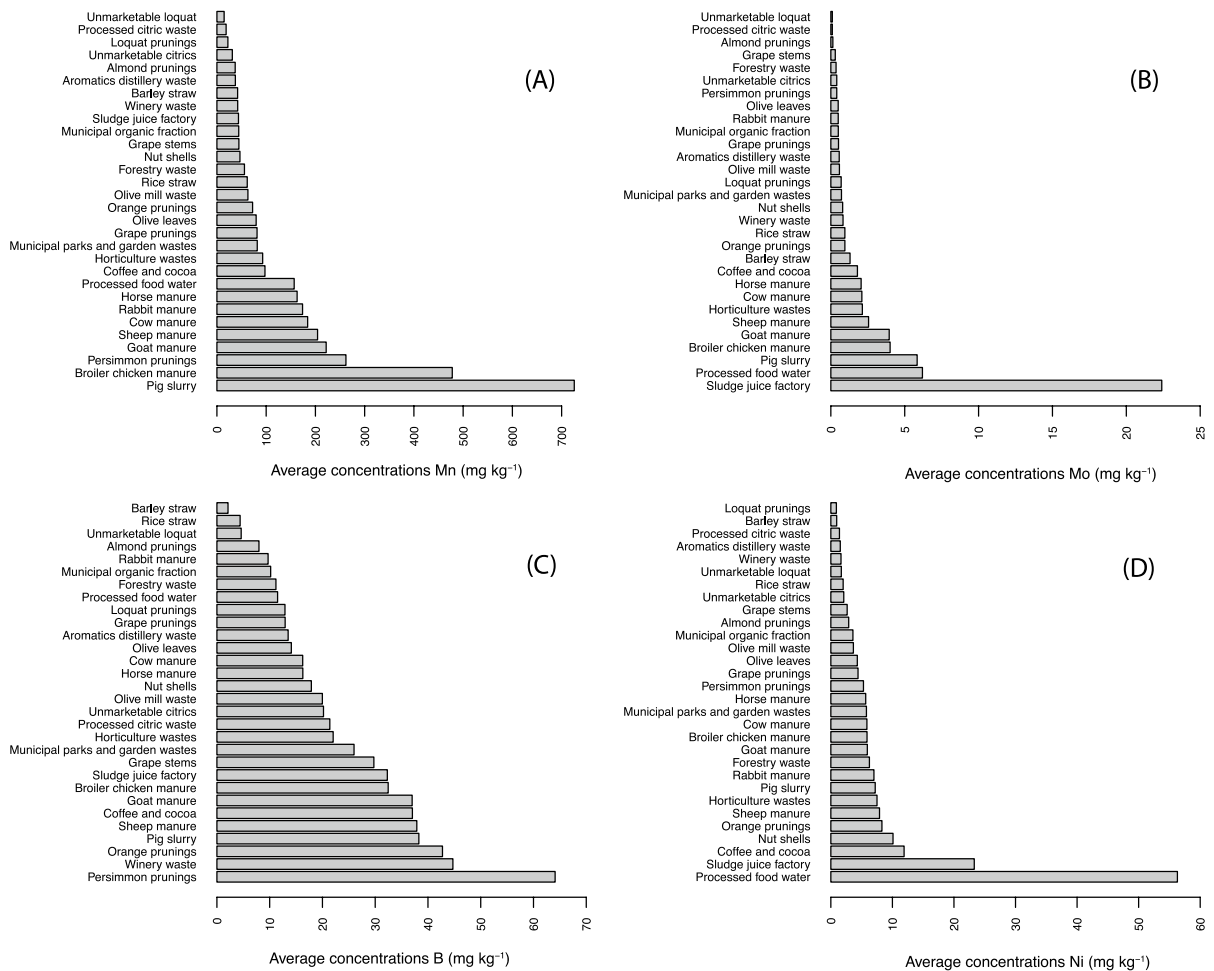 Unmarketable loquat
Processed citric waste
Loquat prunings
Unmarketable citrics
Almond prunings
Aromatics distillery waste
Barley straw
Winery waste
Sludge juice factory
Municipal organic fraction
Grape stems
Nut shells
Forestry waste
Rice straw
Olive mill waste
Orange prunings
Olive leaves
Grape prunings
Municipal parks and garden wastes
Horticulture wastes
Coffee and cocoa
Processed food water
Horse manure
Rabbit manure
Cow manure
Sheep manure
Goat manure
Persimmon prunings
Broiler chicken manure
Pig slurry
(A)
0 100 200 300 400 500 600 700
Average concentrations Mn (mg kg⁻¹)
Unmarketable loquat
Processed citric waste
Almond prunings
Grape stems
Forestry waste
Unmarketable citrics
Persimmon prunings
Olive leaves
Rabbit manure
Municipal organic fraction
Grape prunings
Aromatics distillery waste
Olive mill waste
Loquat prunings
Municipal parks and garden wastes
Nut shells
Winery waste
Rice straw
Orange prunings
Barley straw
Coffee and cocoa
Horse manure
Cow manure
Horticulture wastes
Sheep manure
Goat manure
Broiler chicken manure
Pig slurry
Processed food water
Sludge juice factory
(B)
0 5 10 15 20 25
Average concentrations Mo (mg kg⁻¹)
Barley straw
Rice straw
Unmarketable loquat
Almond prunings
Rabbit manure
Municipal organic fraction
Forestry waste
Processed food water
Loquat prunings
Grape prunings
Aromatics distillery waste
Olive leaves
Cow manure
Horse manure
Nut shells
Olive mill waste
Unmarketable citrics
Processed citric waste
Horticulture wastes
Municipal parks and garden wastes
Grape stems
Sludge juice factory
Broiler chicken manure
Goat manure
Coffee and cocoa
Sheep manure
Pig slurry
Orange prunings
Winery waste
Persimmon prunings
(C)
0 10 20 30 40 50 60 70
Average concentrations B (mg kg⁻¹)
Loquat prunings
Barley straw
Processed citric waste
Aromatics distillery waste
Winery waste
Unmarketable loquat
Rice straw
Unmarketable citrics
Grape stems
Almond prunings
Municipal organic fraction
Olive mill waste
Olive leaves
Grape prunings
Persimmon prunings
Horse manure
Municipal parks and garden wastes
Cow manure
Broiler chicken manure
Goat manure
Forestry waste
Rabbit manure
Pig slurry
Horticulture wastes
Sheep manure
Orange prunings
Nut shells
Coffee and cocoa
Sludge juice factory
Processed food water
(D)
0 10 20 30 40 50 60
Average concentrations Ni (mg kg⁻¹)